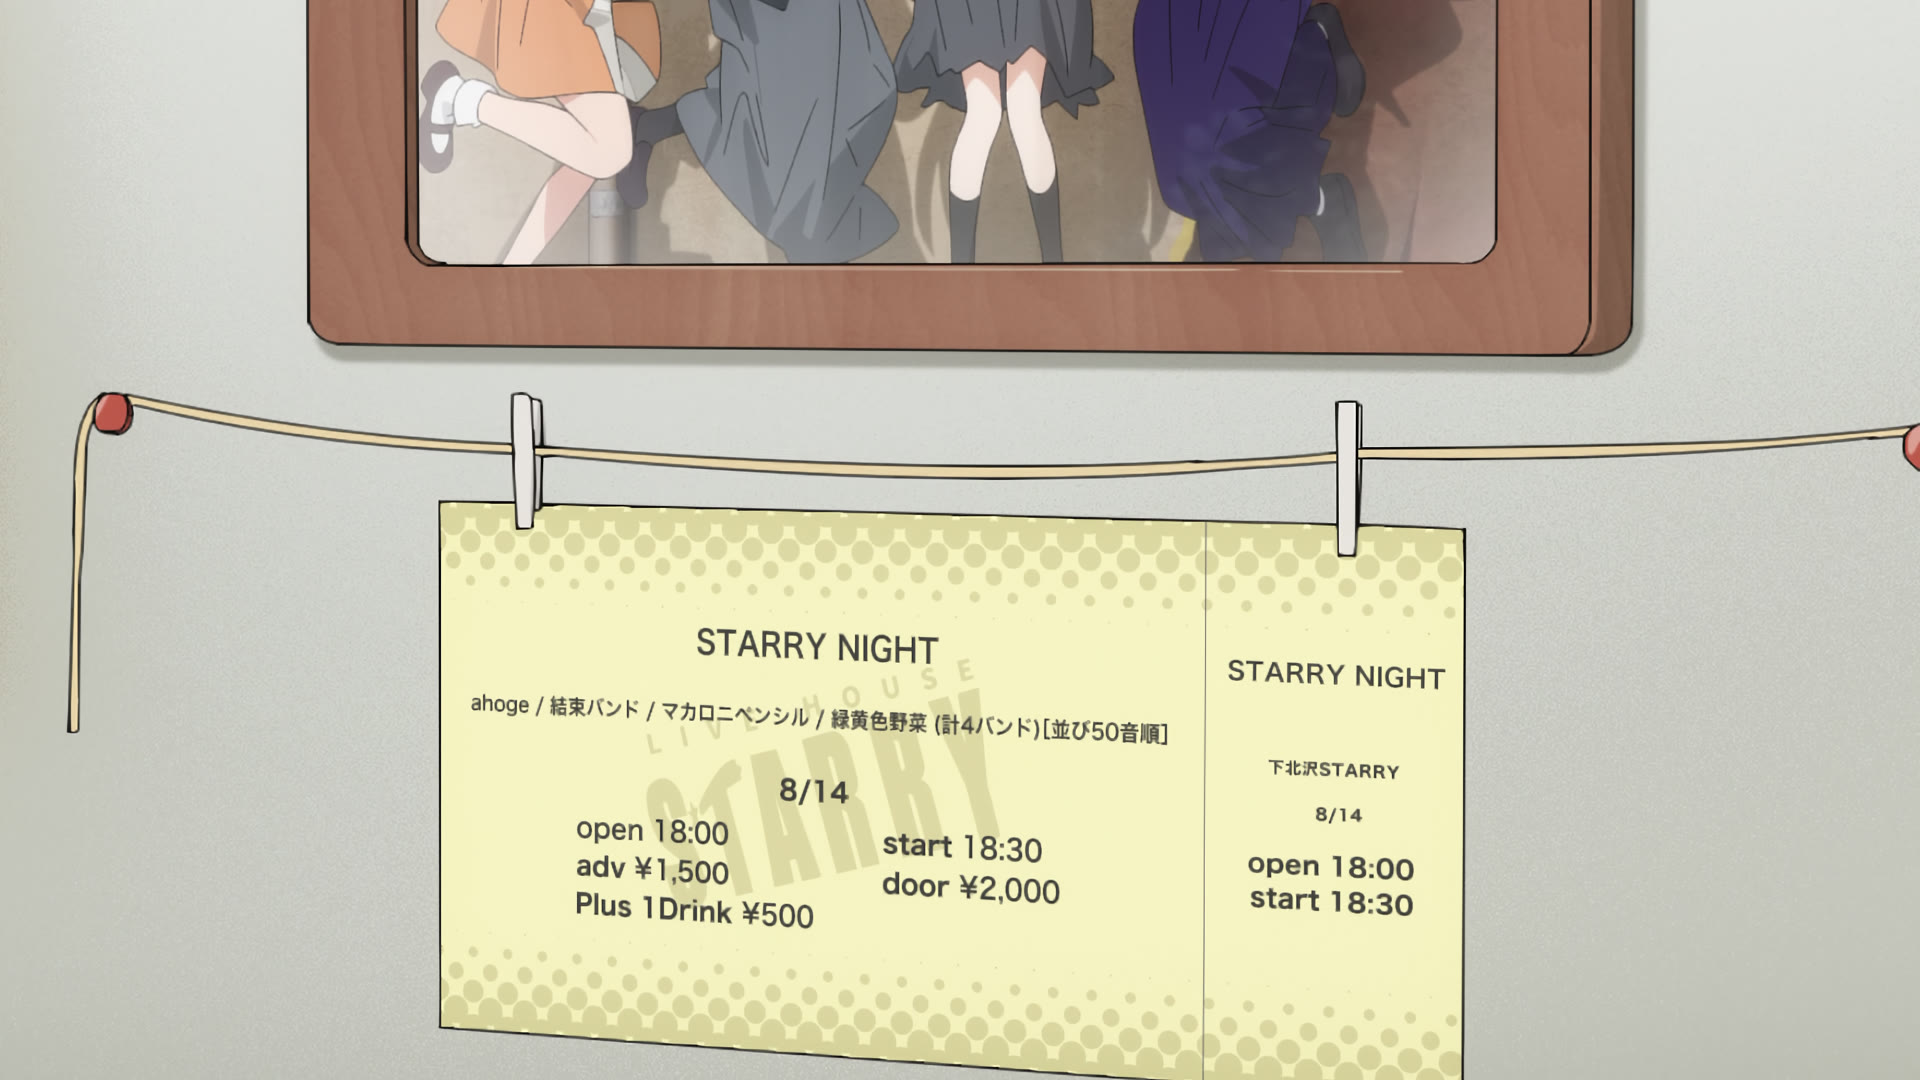 STARRY NIGHT
ahoge / 結束バンド / マカロニペンシル / 緑黄色野菜 (計4バンド)[並び50音順]
LIVE HOUSE
STARRY
8/14
open 18:00
start 18:30
adv ¥1,500
door ¥2,000
Plus 1Drink ¥500
STARRY NIGHT
下北沢STARRY
8/14
open 18:00
start 18:30